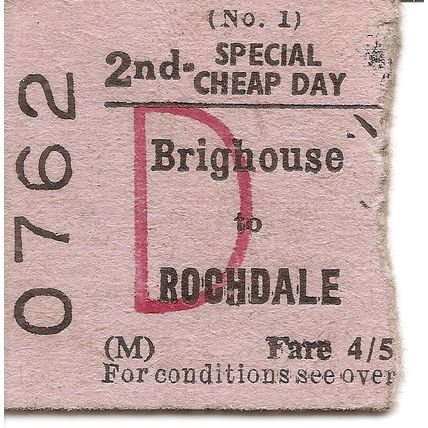 (No. 1)
2nd- SPECIAL
CHEAP DAY
D
Brighouse
to
ROCHDALE
(M) Fare 4/5
For conditions see over
0762